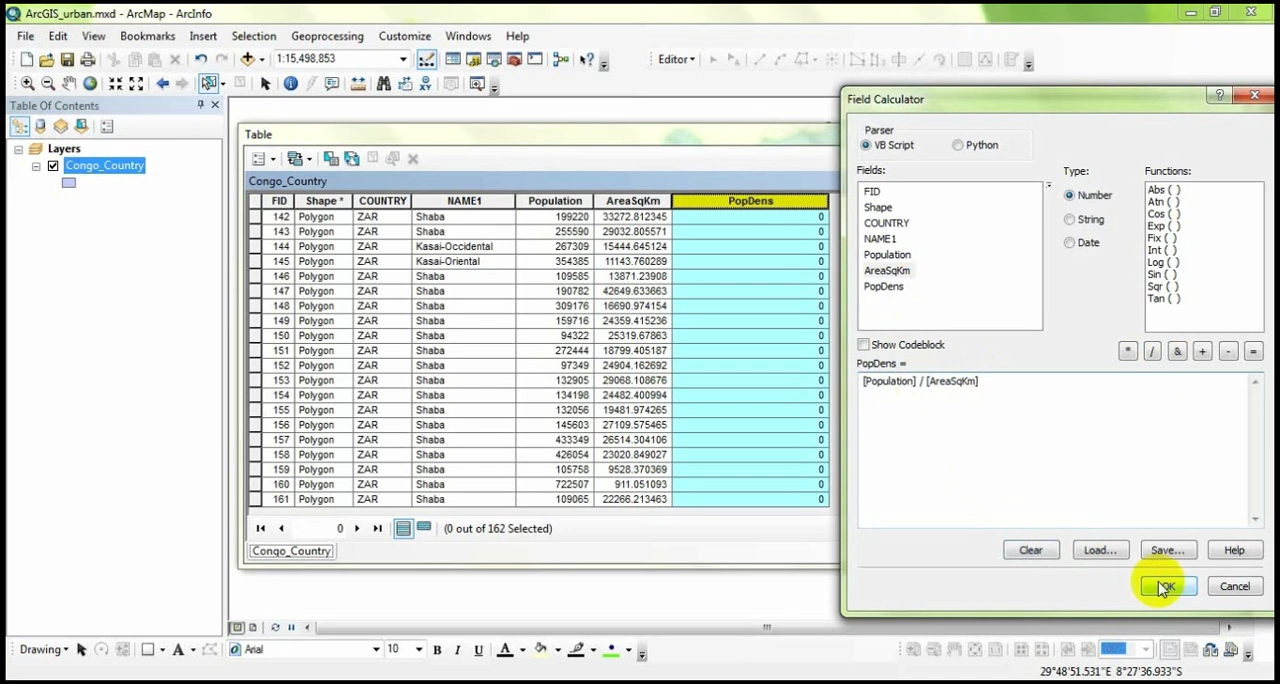 ArcGIS_urban.mxd - ArcMap - ArcInfo
File Edit View Bookmarks Insert Selection Geoprocessing Customize Windows Help
1:15,498,853 Editor
Table Of Contents
Layers
Congo_Country
Table
Congo_Country
FID Shape * COUNTRY NAME1 Population AreaSqKm PopDens
142 Polygon ZAR Shaba 199220 33272.812345 0
143 Polygon ZAR Shaba 255590 29032.805571 0
144 Polygon ZAR Kasai-Occidental 267309 15444.645124 0
145 Polygon ZAR Kasai-Oriental 354385 11143.760281 0
146 Polygon ZAR Shaba 109585 13871.23908 0
147 Polygon ZAR Shaba 190782 42649.633663 0
148 Polygon ZAR Shaba 309176 16690.974154 0
149 Polygon ZAR Shaba 159716 24359.415236 0
150 Polygon ZAR Shaba 94322 25319.67863 0
151 Polygon ZAR Shaba 272444 18799.405187 0
152 Polygon ZAR Shaba 97349 24904.162692 0
153 Polygon ZAR Shaba 132905 29068.108676 0
154 Polygon ZAR Shaba 134198 24482.400994 0
155 Polygon ZAR Shaba 132056 19481.974265 0
156 Polygon ZAR Shaba 145603 27109.575465 0
157 Polygon ZAR Shaba 433349 26514.304106 0
158 Polygon ZAR Shaba 426054 23020.849027 0
159 Polygon ZAR Shaba 105758 9528.370369 0
160 Polygon ZAR Shaba 722507 911.051093 0
161 Polygon ZAR Shaba 109065 22266.213463 0
0 (0 out of 162 Selected)
Congo_Country
Field Calculator
Parser
VB Script Python
Fields: Type: Functions:
FID
Shape
COUNTRY
NAME1
Population
AreaSqKm
PopDens
Number
String
Date
Abs ( )
Atn ( )
Cos ( )
Exp ( )
Fix ( )
Int ( )
Log ( )
Sin ( )
Sqr ( )
Tan ( )
Show Codeblock
* / & + - =
PopDens =
[Population] / [AreaSqKm]
Clear Load... Save... Help
OK Cancel
Drawing Arial 10 B I U A
29°48'51.531"E 8°27'36.933"S